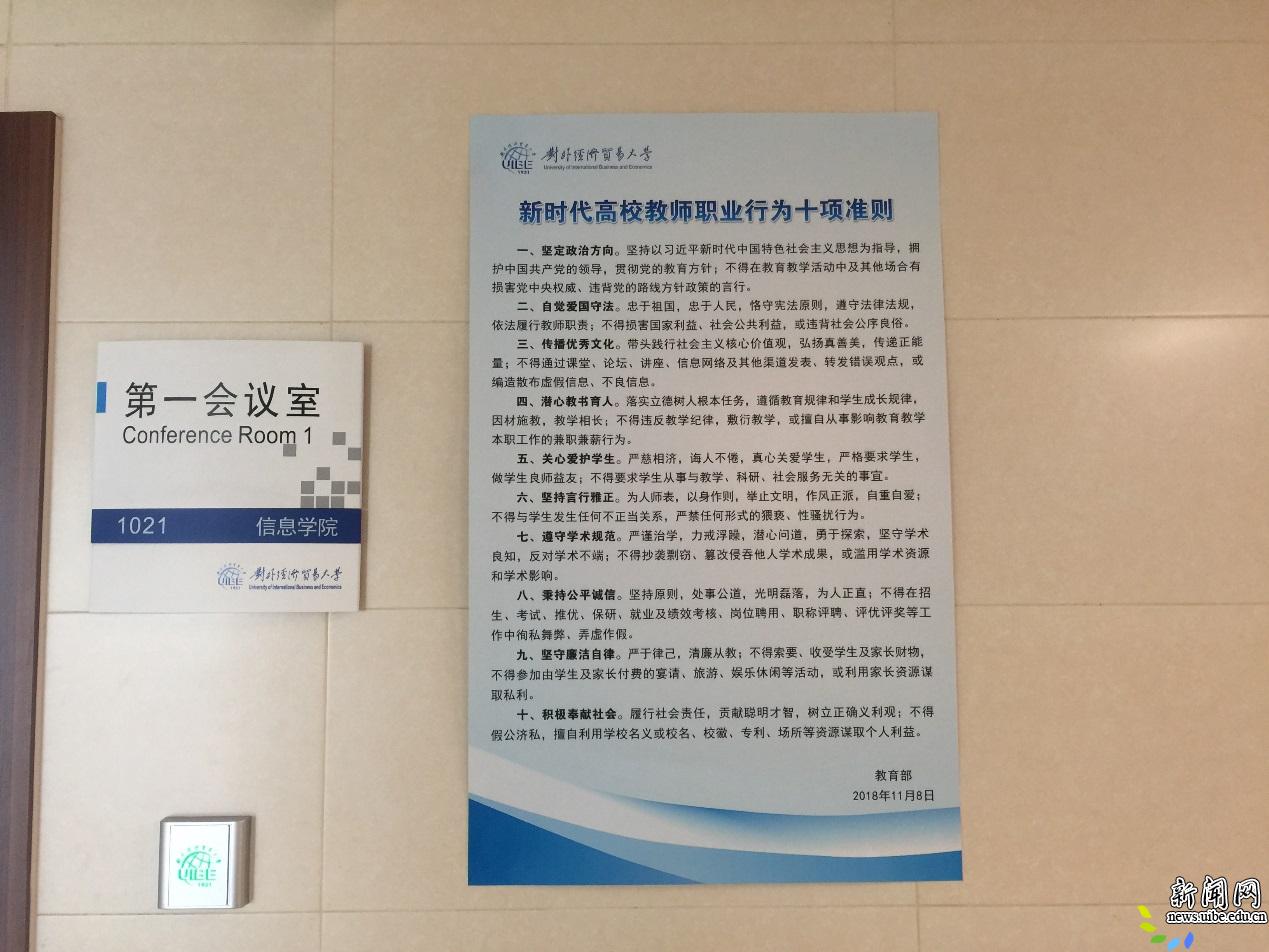 第一会议室
Conference Room 1
1021 信息学院
UIBE
1951
對外經濟貿易大学
University of International Business and Economics
UIBE
1951
對外經濟貿易大学
University of International Business and Economics
新时代高校教师职业行为十项准则
一、坚定政治方向。坚持以习近平新时代中国特色社会主义思想为指导，拥
护中国共产党的领导，贯彻党的教育方针；不得在教育教学活动中及其他场合有
损害党中央权威、违背党的路线方针政策的言行。
二、自觉爱国守法。忠于祖国，忠于人民，恪守宪法原则，遵守法律法规，
依法履行教师职责；不得损害国家利益、社会公共利益，或违背社会公序良俗。
三、传播优秀文化。带头践行社会主义核心价值观，弘扬真善美，传递正能
量；不得通过课堂、论坛、讲座、信息网络及其他渠道发表、转发错误观点，或
编造散布虚假信息、不良信息。
四、潜心教书育人。落实立德树人根本任务，遵循教育规律和学生成长规律，
因材施教，教学相长；不得违反教学纪律，敷衍教学，或擅自从事影响教育教学
本职工作的兼职兼薪行为。
五、关心爱护学生。严慈相济，诲人不倦，真心关爱学生，严格要求学生，
做学生良师益友；不得要求学生从事与教学、科研、社会服务无关的事宜。
六、坚持言行雅正。为人师表，以身作则，举止文明，作风正派，自重自爱；
不得与学生发生任何不正当关系，严禁任何形式的猥亵、性骚扰行为。
七、遵守学术规范。严谨治学，力戒浮躁，潜心问道，勇于探索，坚守学术
良知，反对学术不端；不得抄袭剽窃、篡改侵吞他人学术成果，或滥用学术资源
和学术影响。
八、秉持公平诚信。坚持原则，处事公道，光明磊落，为人正直；不得在招
生、考试、推优、保研、就业及绩效考核、岗位聘用、职称评聘、评优评奖等工
作中徇私舞弊、弄虚作假。
九、坚守廉洁自律。严于律己，清廉从教；不得索要、收受学生及家长财物，
不得参加由学生及家长付费的宴请、旅游、娱乐休闲等活动，或利用家长资源谋
取私利。
十、积极奉献社会。履行社会责任，贡献聪明才智，树立正确义利观；不得
假公济私，擅自利用学校名义或校名、校徽、专利、场所等资源谋取个人利益。
教育部
2018年11月8日
UIBE
1951
新闻网
news.uibe.edu.cn